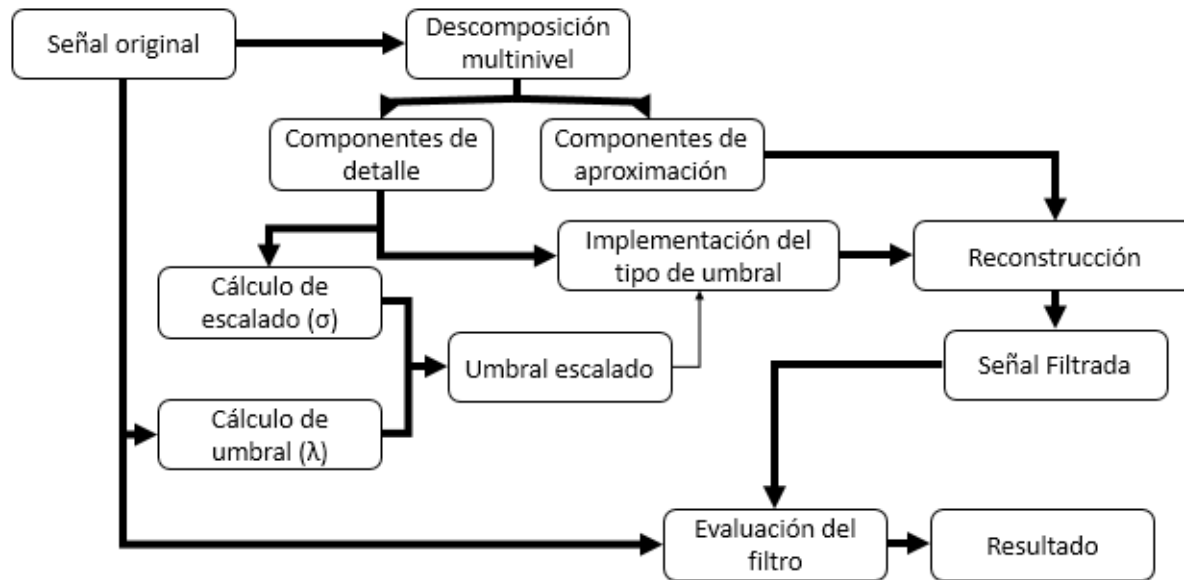 Señal original
Descomposición
multinivel
Componentes de
detalle
Componentes de
aproximación
Implementación del
tipo de umbral
Reconstrucción
Cálculo de
escalado (σ)
Umbral escalado
Señal Filtrada
Cálculo de
umbral (λ)
Evaluación del
filtro
Resultado